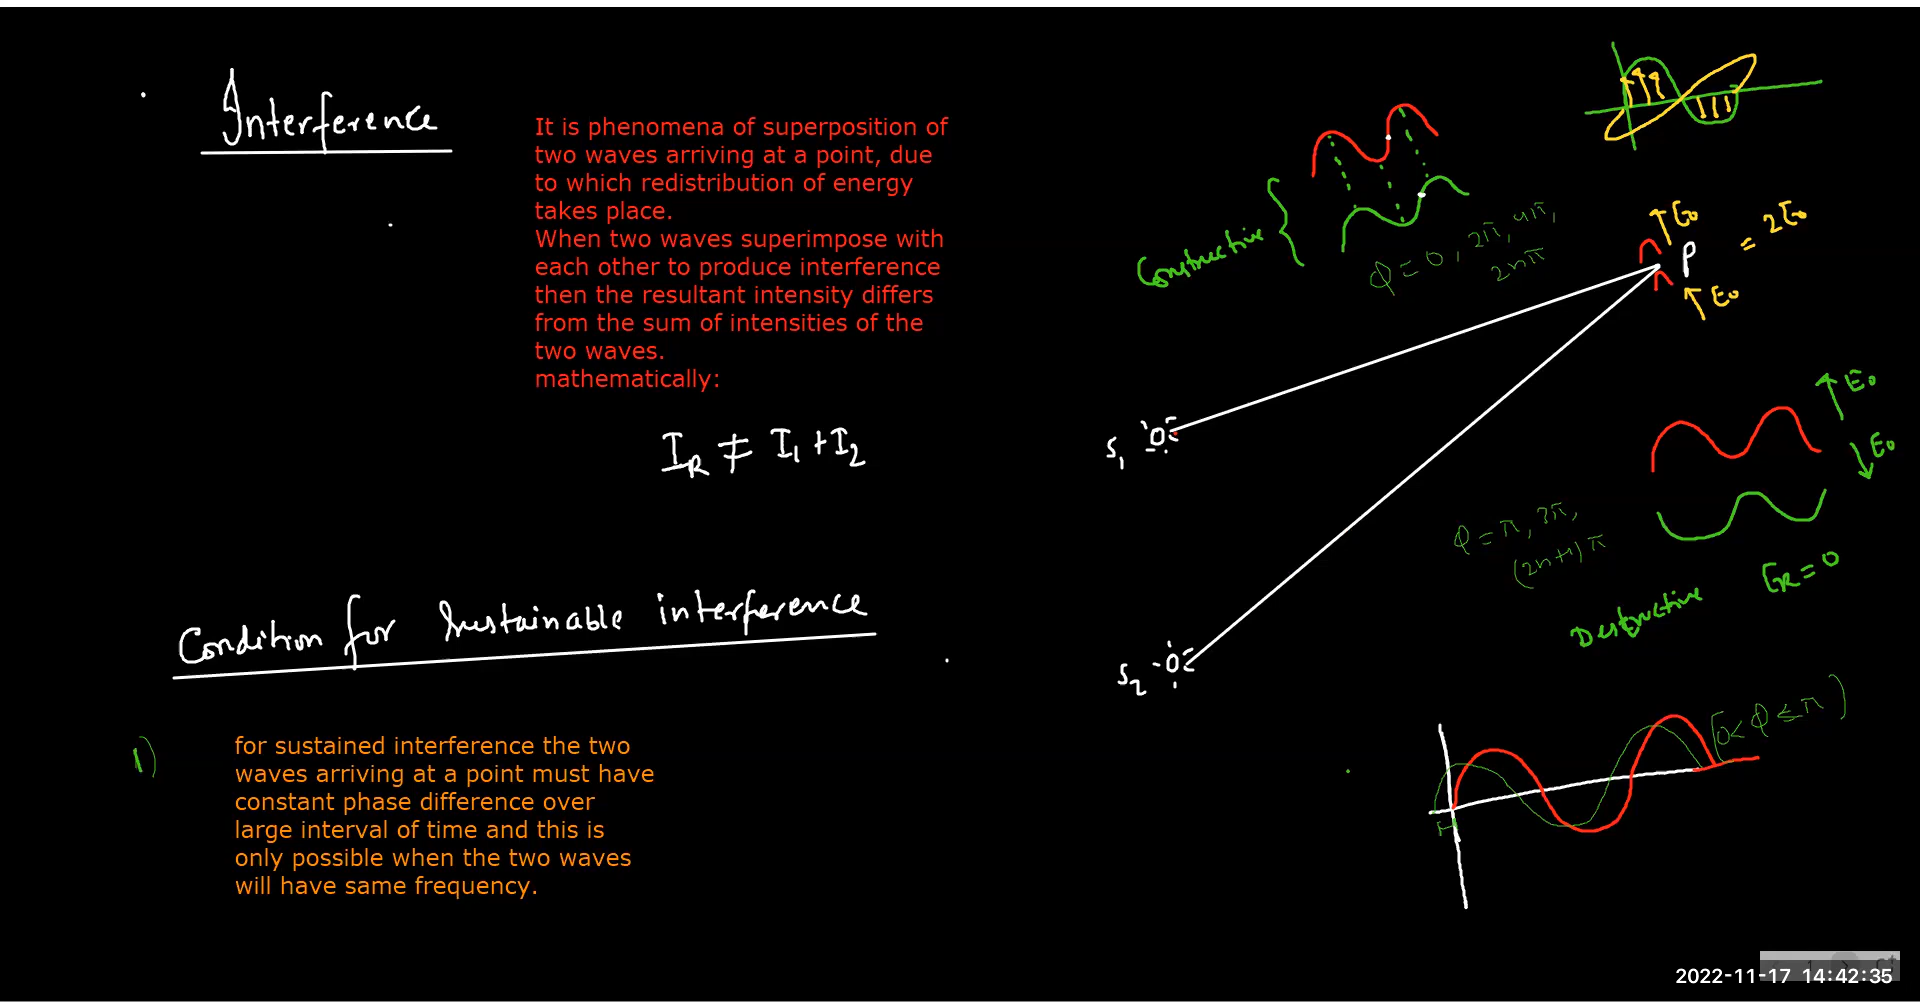 Interference
It is phenomena of superposition of
two waves arriving at a point, due
to which redistribution of energy
takes place.
When two waves superimpose with
each other to produce interference
then the resultant intensity differs
from the sum of intensities of the
two waves.
mathematically:
I_R ≠ I₁ + I₂
Constructive
φ = 0, 2π, 4π,
2nπ
E₀
P
= 2E₀
E₀
S₁
S₂
E₀
E₀
φ = π, 3π,
(2n+1)π
Destructive
E_R = 0
Condition for Sustainable interference
1)
for sustained interference the two
waves arriving at a point must have
constant phase difference over
large interval of time and this is
only possible when the two waves
will have same frequency.
[0 < φ ≤ π)
2022-11-17 14:42:35